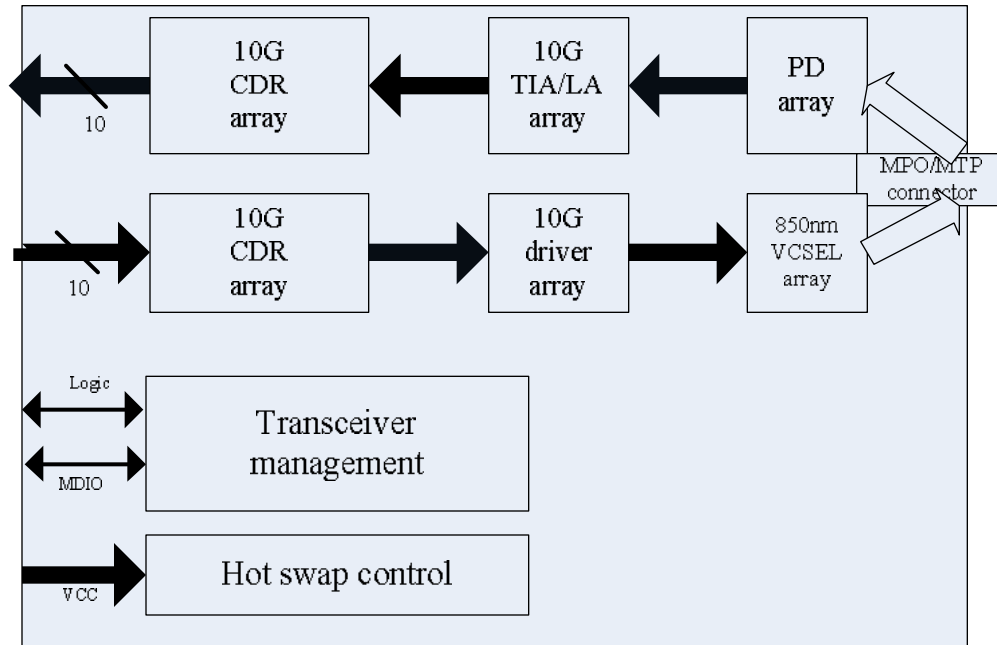 10G
CDR
array
10G
TIA/LA
array
PD
array
10
MPO/MTP
connector
10G
CDR
array
10G
driver
array
850nm
VCSEL
array
10
Logic
Transceiver
management
MDIO
Hot swap control
VCC